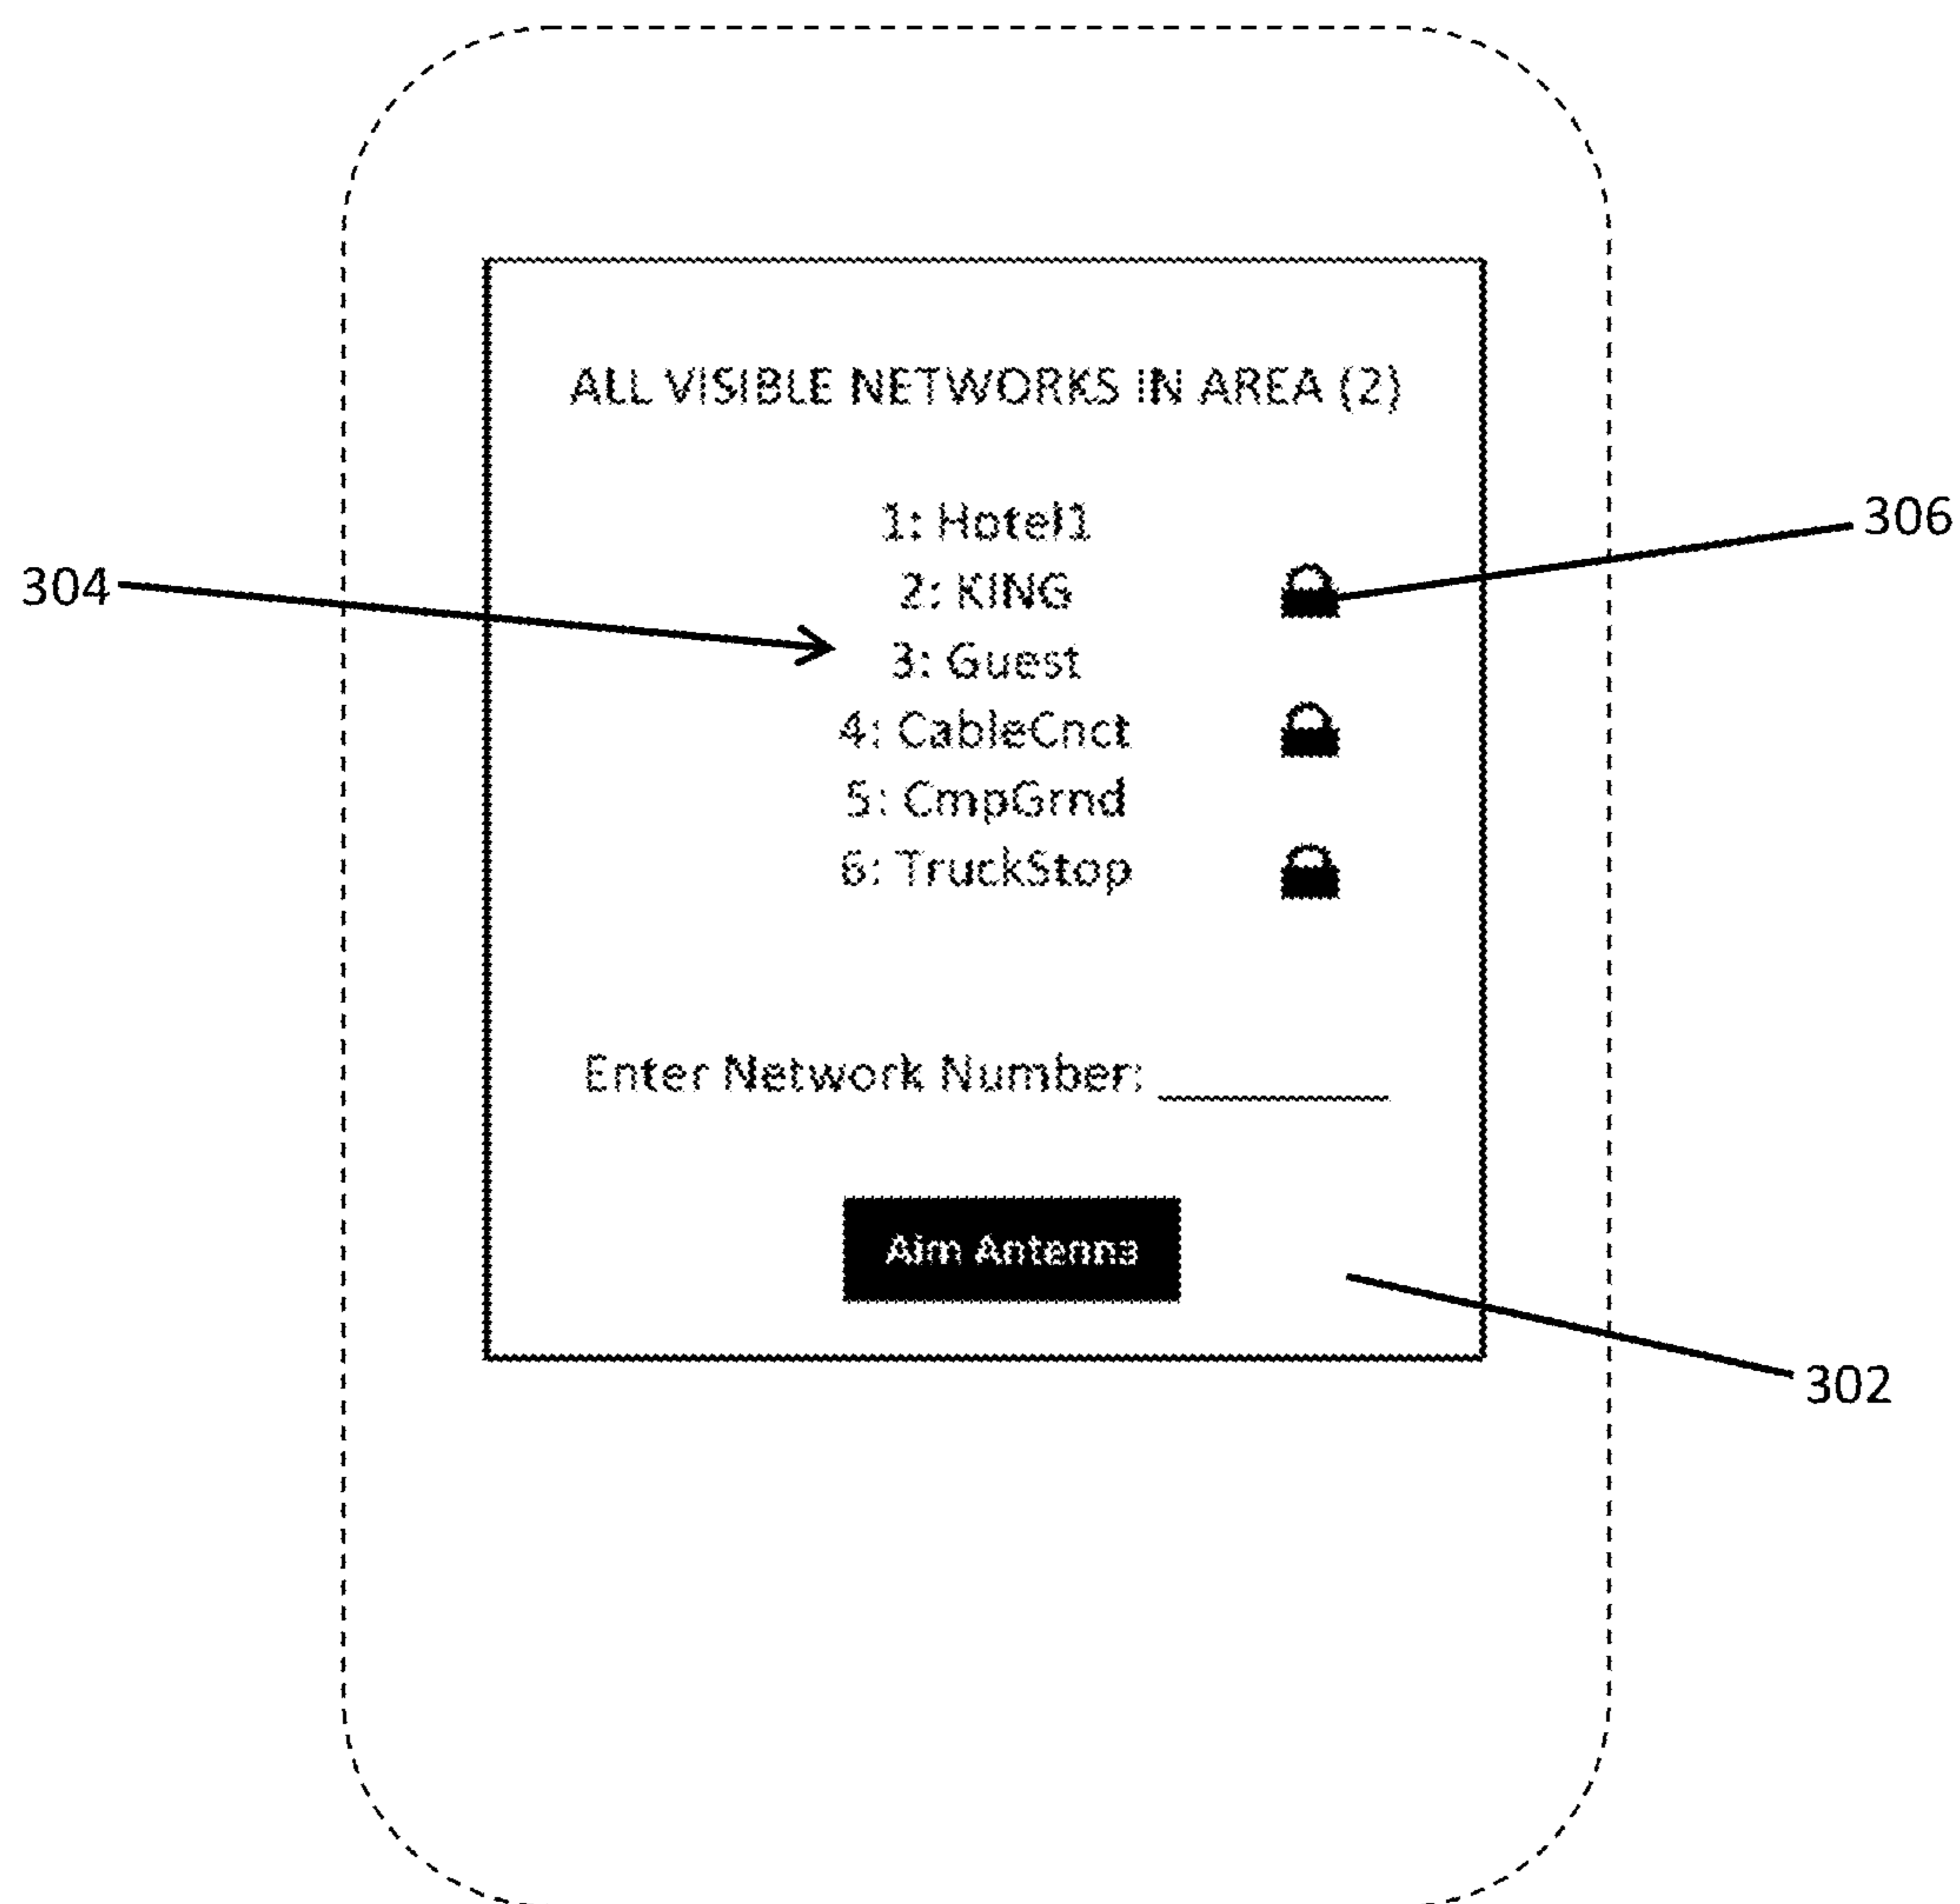 ALL VISIBLE NETWORKS IN AREA (2)
1: Hotel1
306
304
2: KING
3: Guest
4: CableCnct
5: CmpGrnd
6: TruckStop
Enter Network Number: __________
Aim Antenna
302